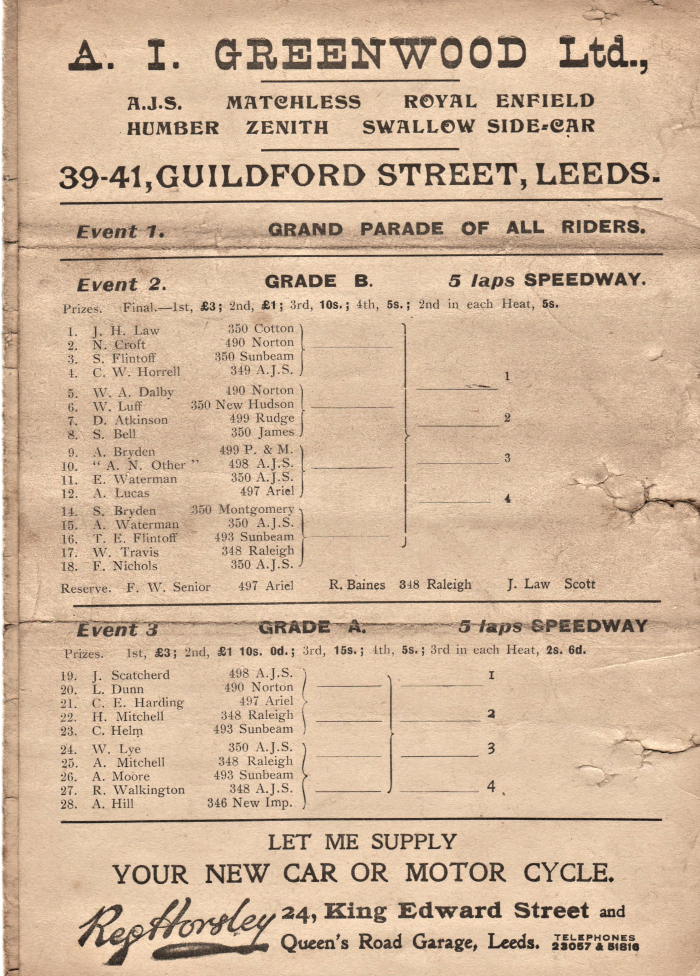 A. I. GREENWOOD Ltd.,
A.J.S. MATCHLESS ROYAL ENFIELD
HUMBER ZENITH SWALLOW SIDE-CAR
39-41, GUILDFORD STREET, LEEDS.
Event 1. GRAND PARADE OF ALL RIDERS.
Event 2. GRADE B. 5 laps SPEEDWAY.
Prizes. Final.—1st, £3; 2nd, £1; 3rd, 10s.; 4th, 5s.; 2nd in each Heat, 5s.
1. J. H. Law 350 Cotton
2. N. Croft 490 Norton
3. S. Flintoff 350 Sunbeam
4. C. W. Horrell 349 A.J.S.
1
5. W. A. Dalby 490 Norton
6. W. Luff 350 New Hudson
7. D. Atkinson 499 Rudge
2
8. S. Bell 350 James
9. A. Bryden 499 P. & M.
3
10. "A. N. Other" 498 A.J.S.
11. E. Waterman 350 A.J.S.
12. A. Lucas 497 Ariel
4
14. S. Bryden 350 Montgomery
15. A. Waterman 350 A.J.S.
16. T. E. Flintoff 493 Sunbeam
17. W. Travis 348 Raleigh
18. F. Nichols 350 A.J.S.
Reserve. F. W. Senior 497 Ariel R. Baines 348 Raleigh J. Law Scott
Event 3 GRADE A. 5 laps SPEEDWAY
Prizes. 1st, £3; 2nd, £1 10s. 0d.; 3rd, 15s.; 4th, 5s.; 3rd in each Heat, 2s. 6d.
19. J. Scatcherd 498 A.J.S. 1
20. L. Dunn 490 Norton
21. C. E. Harding 497 Ariel
22. H. Mitchell 348 Raleigh 2
23. C. Helm 493 Sunbeam
24. W. Lye 350 A.J.S. 3
25. A. Mitchell 348 Raleigh
26. A. Moore 493 Sunbeam
27. R. Walkington 348 A.J.S. 4
28. A. Hill 346 New Imp.
LET ME SUPPLY
YOUR NEW CAR OR MOTOR CYCLE.
Reg Horsley 24, King Edward Street and
Queen's Road Garage, Leeds. TELEPHONES
23057 & 51816